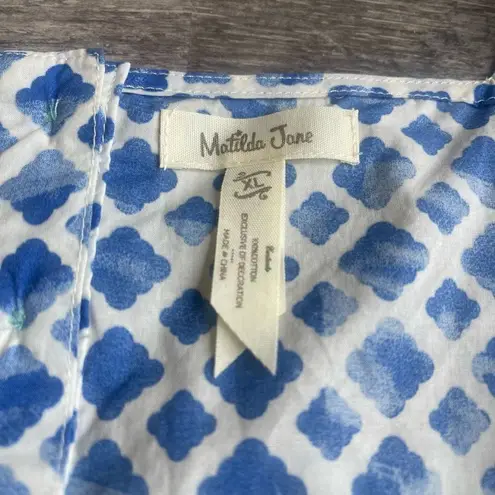 Matilda Jane
XL
100% COTTON
EXCLUSIVE OF DECORATION
MADE IN CHINA